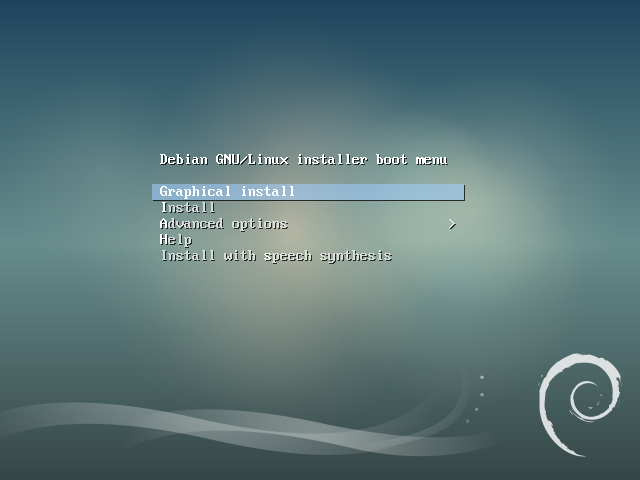 Debian GNU/Linux installer boot menu
Graphical install
Install
Advanced options >
Help
Install with speech synthesis